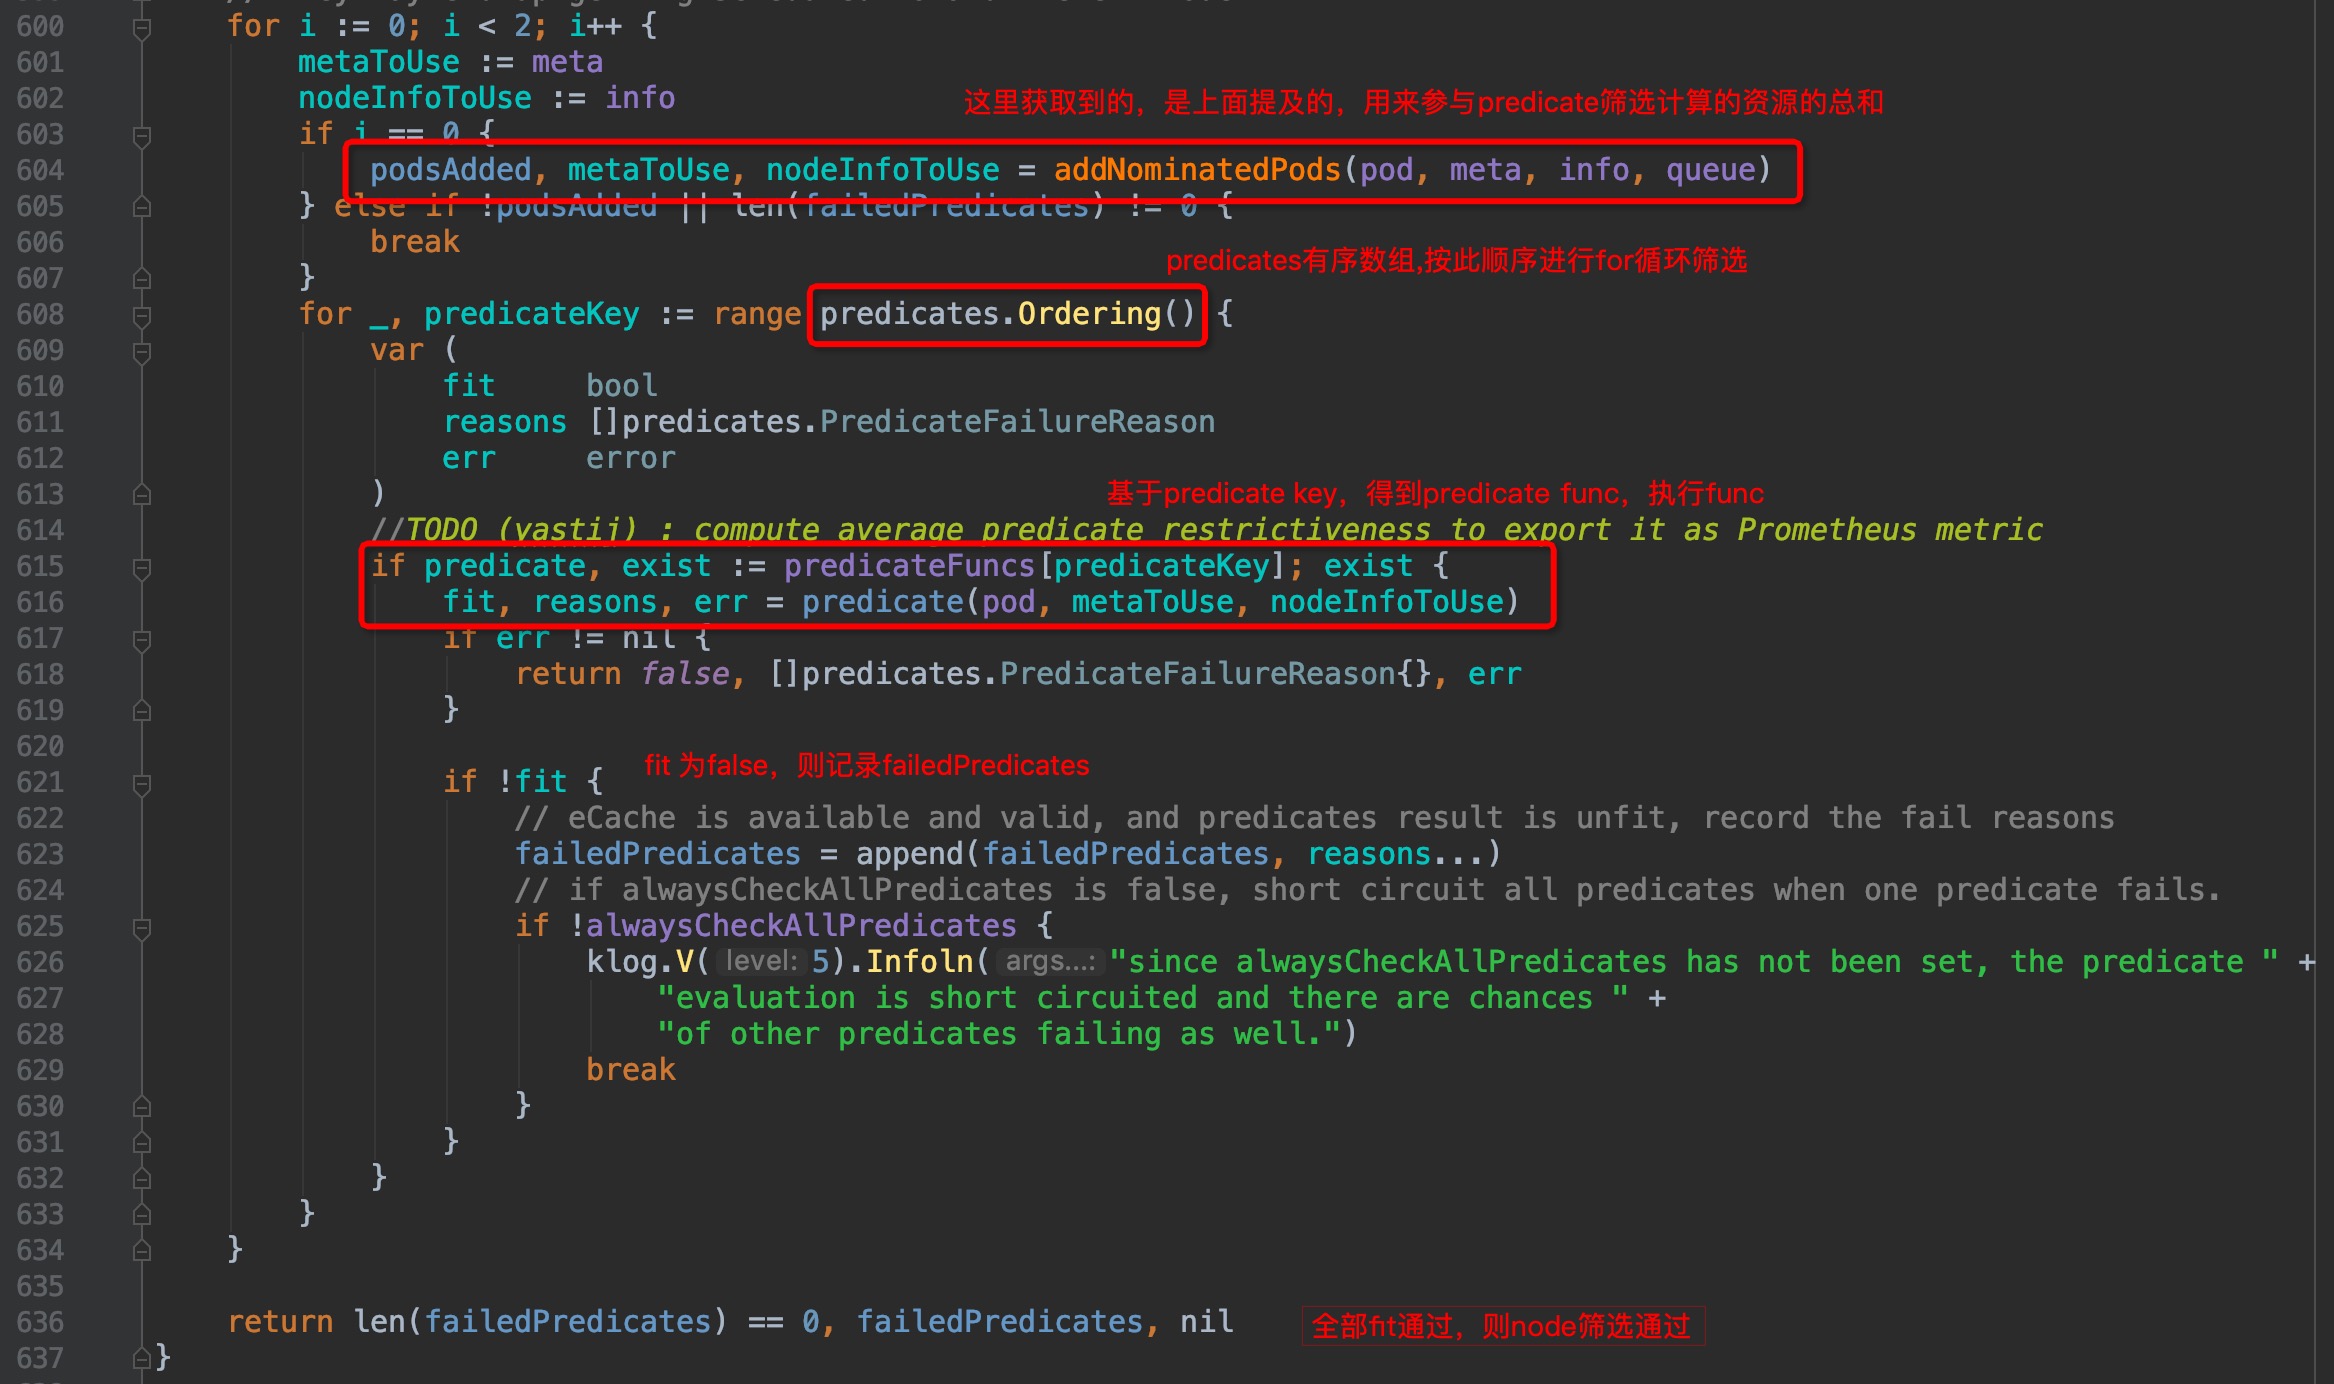 600 for i := 0; i < 2; i++ {
601 metaToUse := meta
602 nodeInfoToUse := info
这里获取到的，是上面提及的，用来参与predicate筛选计算的资源的总和
603 if i == 0 {
604 podsAdded, metaToUse, nodeInfoToUse = addNominatedPods(pod, meta, info, queue)
605 } else if !podsAdded || len(failedPredicates) != 0 {
606 break
predicates有序数组,按此顺序进行for循环筛选
607 }
608 for _, predicateKey := range predicates.Ordering() {
609 var (
610 fit bool
611 reasons []predicates.PredicateFailureReason
612 err error
613 )
基于predicate key，得到predicate func，执行func
614 //TODO (yastij) : compute average predicate restrictiveness to export it as Prometheus metric
615 if predicate, exist := predicateFuncs[predicateKey]; exist {
616 fit, reasons, err = predicate(pod, metaToUse, nodeInfoToUse)
617 if err != nil {
618 return false, []predicates.PredicateFailureReason{}, err
619 }
620
fit 为false，则记录failedPredicates
621 if !fit {
622 // eCache is available and valid, and predicates result is unfit, record the fail reasons
623 failedPredicates = append(failedPredicates, reasons...)
624 // if alwaysCheckAllPredicates is false, short circuit all predicates when one predicate fails.
625 if !alwaysCheckAllPredicates {
626 klog.V( level: 5).Infoln( args...: "since alwaysCheckAllPredicates has not been set, the predicate " +
627 "evaluation is short circuited and there are chances " +
628 "of other predicates failing as well.")
629 break
630 }
631 }
632 }
633 }
634 }
635
636 return len(failedPredicates) == 0, failedPredicates, nil
全部fit通过，则node筛选通过
637 }